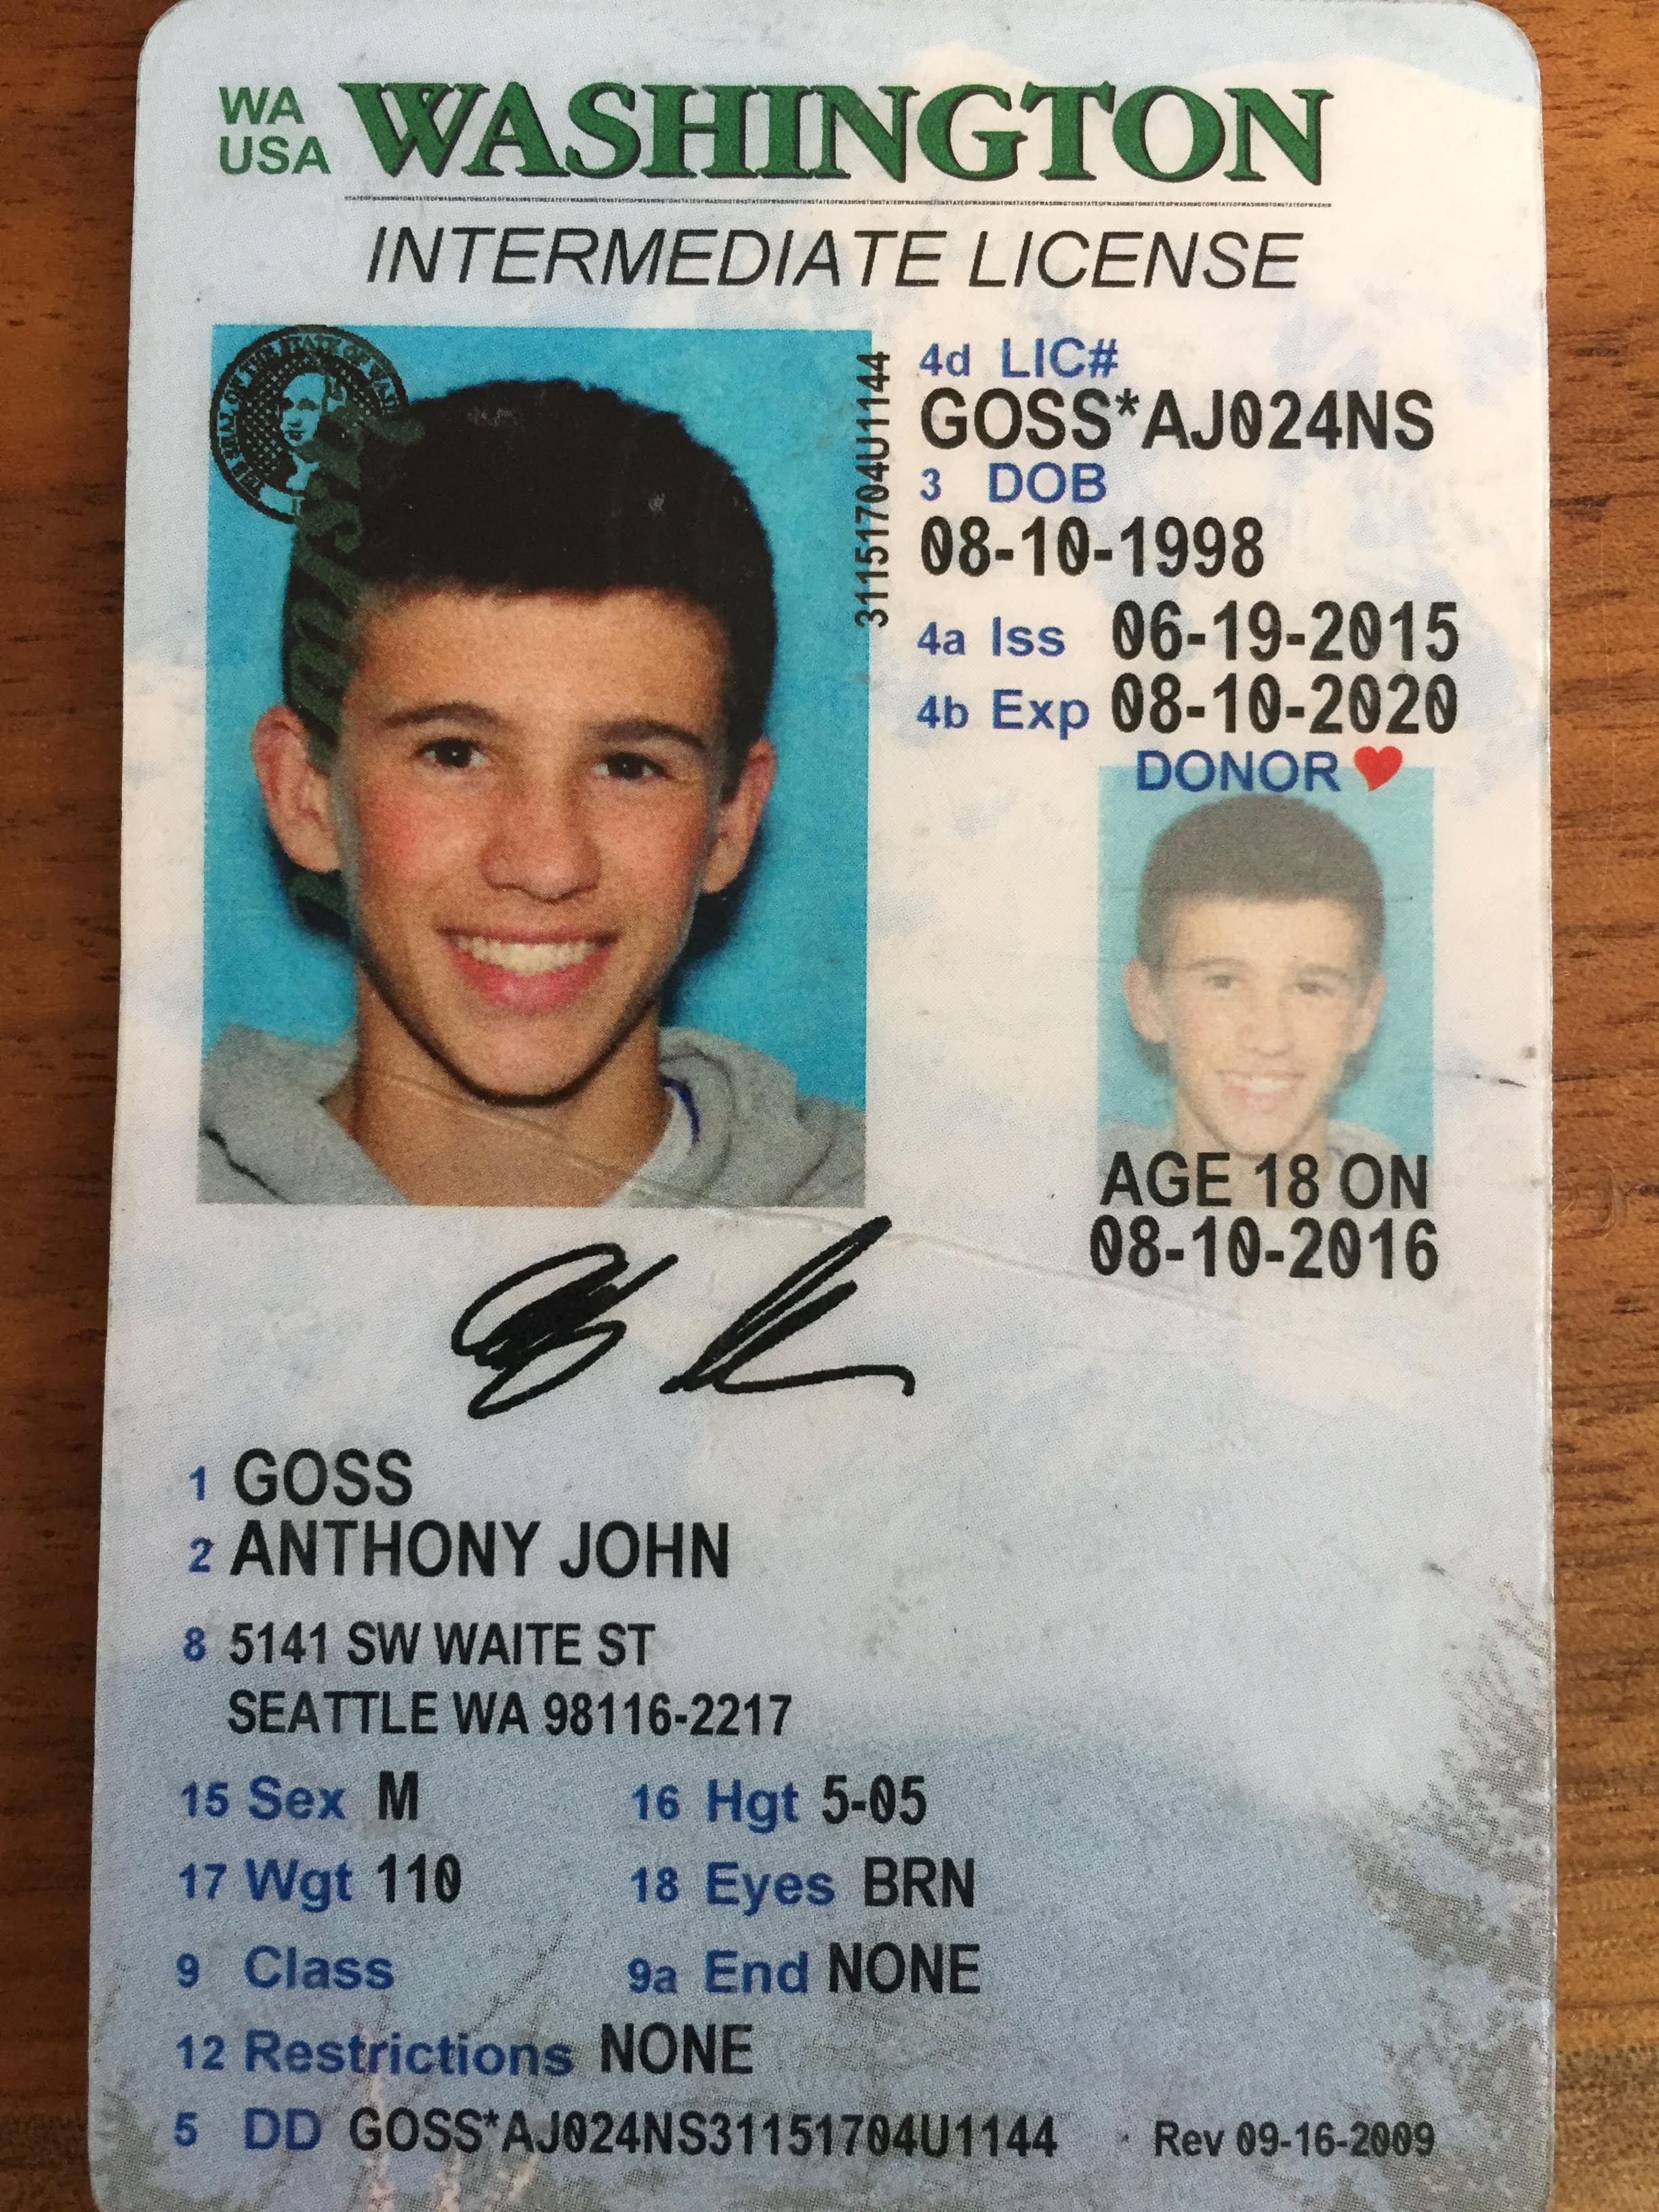 WA
USA
WASHINGTON
INTERMEDIATE LICENSE
31151704U1144
4d LIC#
GOSS*AJ024NS
3 DOB
08-10-1998
4a Iss 06-19-2015
4b Exp 08-10-2020
DONOR
AGE 18 ON
08-10-2016
1 GOSS
2 ANTHONY JOHN
8 5141 SW WAITE ST
SEATTLE WA 98116-2217
15 Sex M 16 Hgt 5-05
17 Wgt 110 18 Eyes BRN
9 Class 9a End NONE
12 Restrictions NONE
5 DD GOSS*AJ024NS31151704U1144 Rev 09-16-2009